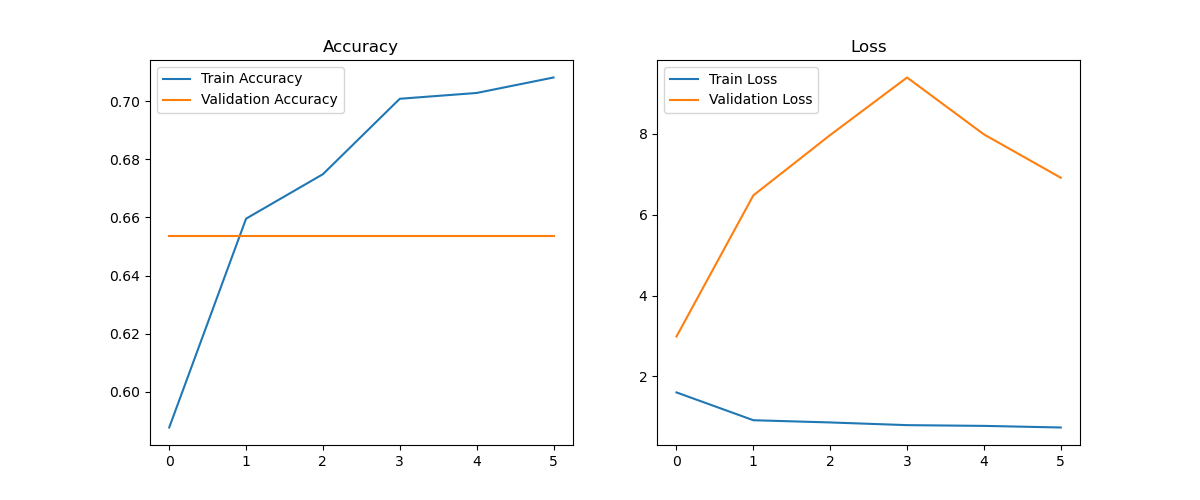 Accuracy
Train Accuracy
Validation Accuracy
0.70
0.68
0.66
0.64
0.62
0.60
0 1 2 3 4 5
Loss
Train Loss
Validation Loss
8
6
4
2
0 1 2 3 4 5